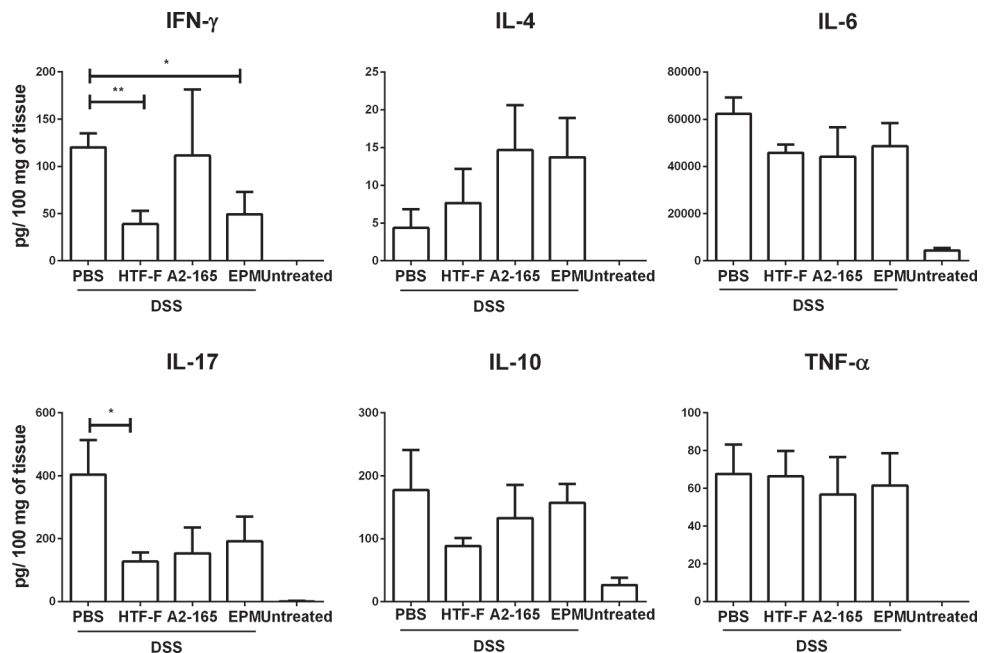 IFN-γ IL-4 IL-6
pg/ 100 mg of tissue
200
150
100
50
0
*
**
PBS HTF-F A2-165 EPM Untreated
DSS
25
20
15
10
5
0
PBS HTF-F A2-165 EPM Untreated
DSS
80000
60000
40000
20000
0
PBS HTF-F A2-165 EPM Untreated
DSS
IL-17 IL-10 TNF-α
pg/ 100 mg of tissue
600
400
200
0
*
PBS HTF-F A2-165 EPM Untreated
DSS
300
200
100
0
PBS HTF-F A2-165 EPM Untreated
DSS
100
80
60
40
20
0
PBS HTF-F A2-165 EPM Untreated
DSS